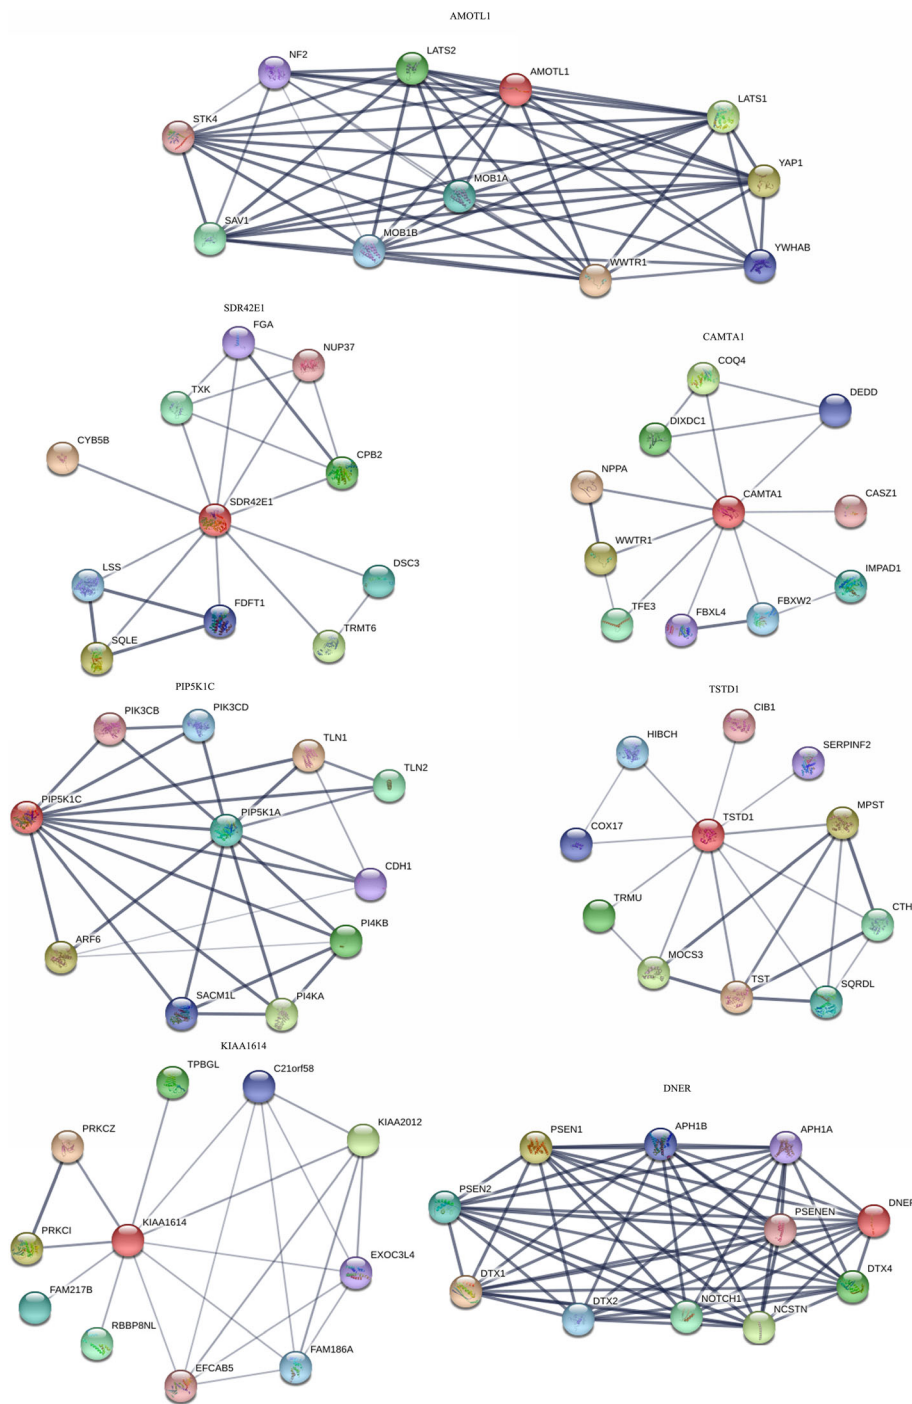 AMOTL1
NF2
LATS2
AMOTL1
LATS1
STK4
YAP1
MOB1A
SAV1
MOB1B
YWHAB
WWTR1
SDR42E1
FGA
NUP37
TXK
CYB5B
CPB2
SDR42E1
LSS
DSC3
FDFT1
TRMT6
SQLE
CAMTA1
COQ4
DEDD
DIXDC1
NPPA
CAMTA1
CASZ1
WWTR1
IMPAD1
TFE3
FBXL4
FBXW2
PIP5K1C
PIK3CB
PIK3CD
TLN1
TLN2
PIP5K1C
PIP5K1A
CDH1
PI4KB
ARF6
SACM1L
PI4KA
TSTD1
CIB1
HIBCH
SERPINF2
MPST
TSTD1
COX17
TRMU
CTH
MOCS3
TST
SQRDL
KIAA1614
TPBGL
C21orf58
PRKCZ
KIAA2012
KIAA1614
PRKCI
EXOC3L4
FAM217B
RBBP8NL
FAM186A
EFCAB5
DNER
PSEN1
APH1B
APH1A
PSEN2
PSENEN
DNER
DTX1
DTX4
DTX2
NOTCH1
NCSTN